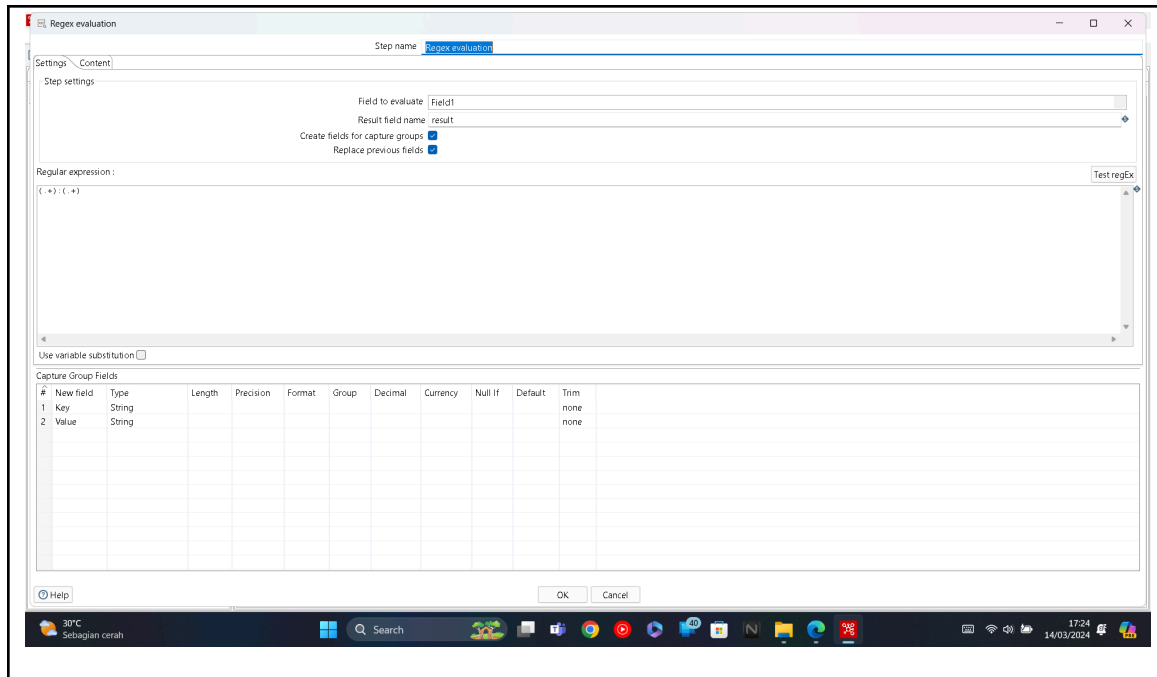 Regex evaluation
Step name Regex evaluation
Settings Content
Step settings
Field to evaluate Field1
Result field name result
Create fields for capture groups
Replace previous fields
Regular expression :
Test regEx
(.+):(.+)
Use variable substitution
Capture Group Fields
# New field Type Length Precision Format Group Decimal Currency Null If Default Trim
1 Key String none
2 Value String none
Help OK Cancel
30°C
Sebagian cerah
Search
40
17:24
14/03/2024
PRE